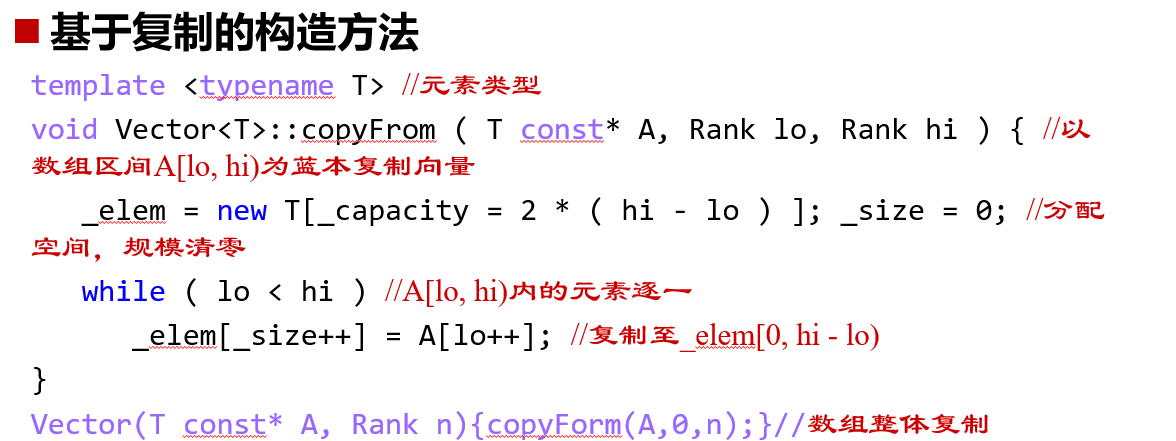 基于复制的构造方法
template <typename T> //元素类型
void Vector<T>::copyFrom ( T const* A, Rank lo, Rank hi ) { //以
数组区间A[lo, hi)为蓝本复制向量
_elem = new T[_capacity = 2 * ( hi - lo ) ]; _size = 0; //分配
空间，规模清零
while ( lo < hi ) //A[lo, hi)内的元素逐一
_elem[_size++] = A[lo++]; //复制至_elem[0, hi - lo)
}
Vector(T const* A, Rank n){copyForm(A,0,n);}//数组整体复制